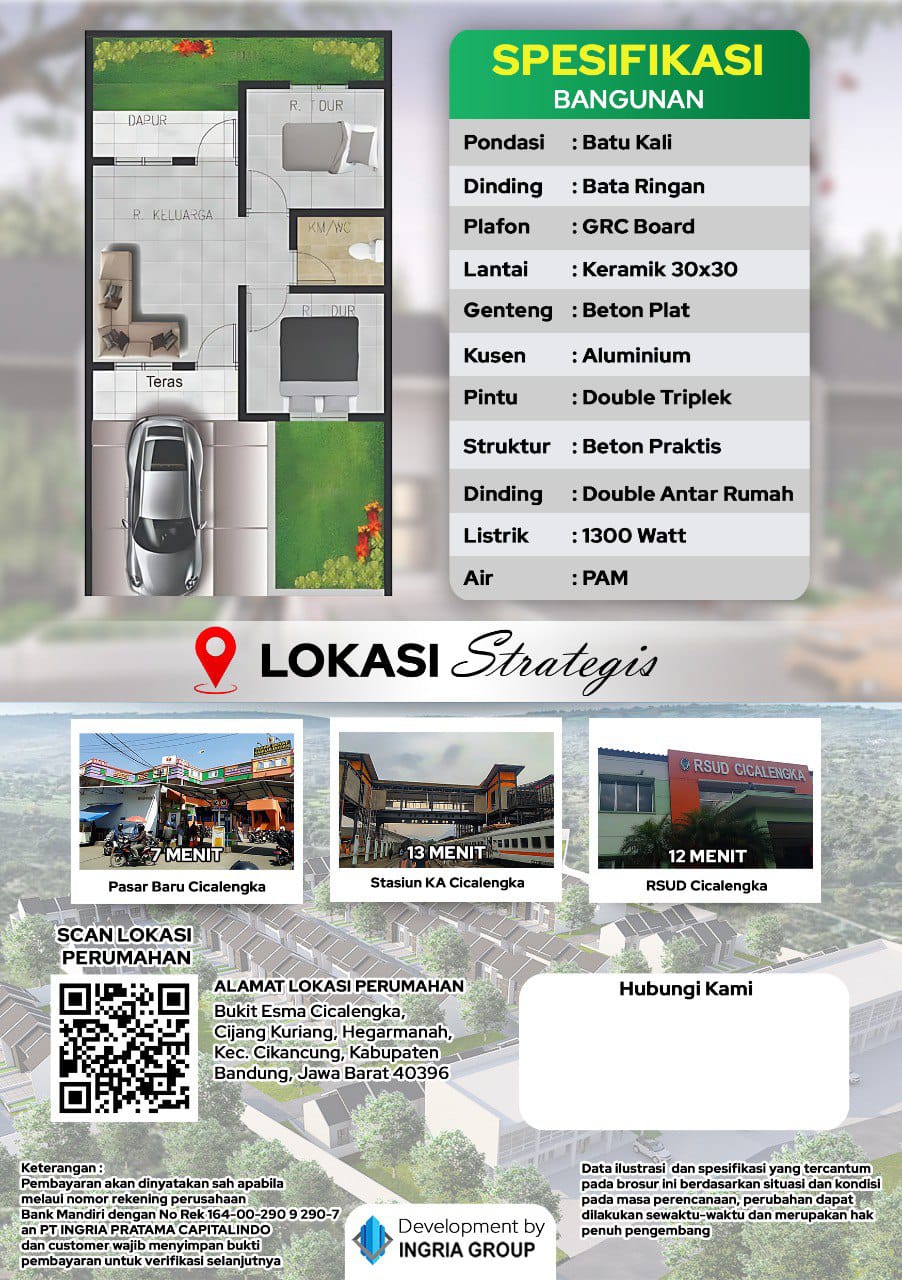 DAPUR
R. TDUR
R. KELUARGA
KM/WC
R. TDUR
Teras
SPESIFIKASI
BANGUNAN
Pondasi : Batu Kali
Dinding : Bata Ringan
Plafon : GRC Board
Lantai : Keramik 30x30
Genteng : Beton Plat
Kusen : Aluminium
Pintu : Double Triplek
Struktur : Beton Praktis
Dinding : Double Antar Rumah
Listrik : 1300 Watt
Air : PAM
LOKASI Strategis
7 MENIT
Pasar Baru Cicalengka
13 MENIT
Stasiun KA Cicalengka
RSUD CICALENGKA
12 MENIT
RSUD Cicalengka
SCAN LOKASI
PERUMAHAN
ALAMAT LOKASI PERUMAHAN
Bukit Esma Cicalengka,
Cijang Kuriang, Hegarmanah,
Kec. Cikancung, Kabupaten
Bandung, Jawa Barat 40396
Hubungi Kami
Keterangan :
Pembayaran akan dinyatakan sah apabila
melaui nomor rekening perusahaan
Bank Mandiri dengan No Rek 164-00-290 9 290-7
an PT INGRIA PRATAMA CAPITALINDO
dan customer wajib menyimpan bukti
pembayaran untuk verifikasi selanjutnya
Development by
INGRIA GROUP
Data ilustrasi dan spesifikasi yang tercantum
pada brosur ini berdasarkan situasi dan kondisi
pada masa perencanaan, perubahan dapat
dilakukan sewaktu-waktu dan merupakan hak
penuh pengembang